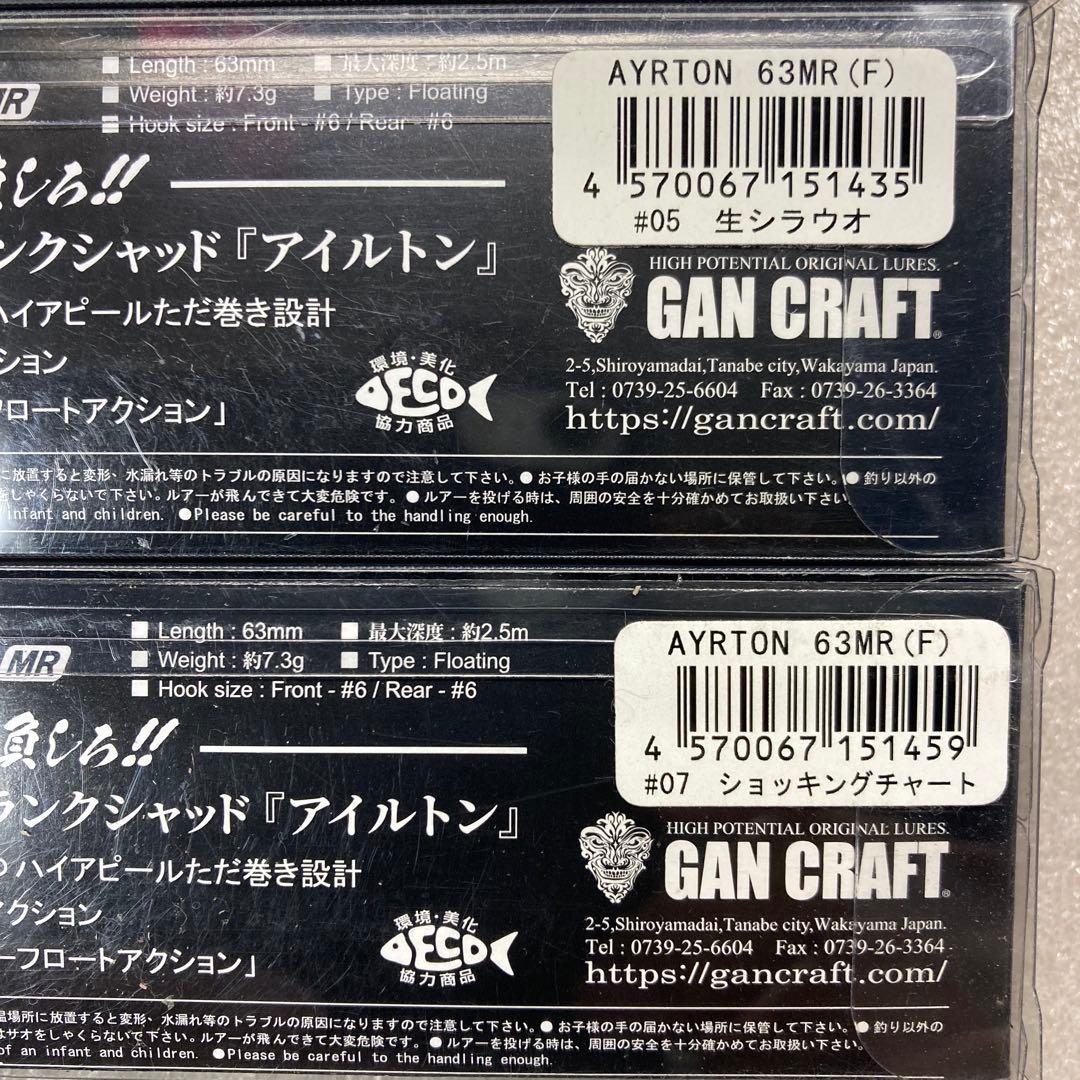 Length : 63mm
最大深度 : 約2.5m
Weight : 約7.3g
Type : Floating
Hook size : Front - #6 / Rear - #6
しろ!!
ンクシャッド『アイルトン』
ハイアピールただ巻き設計
ション
フロートアクション」
環境・美化
ECO
協力商品
AYRTON 63MR(F)
4 570067 151435
#05 生シラウオ
HIGH POTENTIAL ORIGINAL LURES.
GAN CRAFT
2-5,Shiroyamadai,Tanabe city,Wakayama Japan.
Tel : 0739-25-6604 Fax : 0739-26-3364
https://gancraft.com/
に放置すると変形、水漏れ等のトラブルの原因になりますので注意して下さい。●お子様の手の届かない場所に保管して下さい。●釣り以外の
をしゃくらないで下さい。ルアーが飛んできて大変危険です。●ルアーを投げる時は、周囲の安全を十分確かめてお取扱い下さい。
infant and children. ●Please be careful to the handling enough.
MR
Length : 63mm
最大深度 : 約2.5m
Weight : 約7.3g
Type : Floating
Hook size : Front - #6 / Rear - #6
負しろ!!
ランクシャッド『アイルトン』
ハイアピールただ巻き設計
アクション
ーフロートアクション」
環境・美化
ECO
協力商品
AYRTON 63MR(F)
4 570067 151459
#07 ショッキングチャート
HIGH POTENTIAL ORIGINAL LURES.
GAN CRAFT
2-5,Shiroyamadai,Tanabe city,Wakayama Japan.
Tel : 0739-25-6604 Fax : 0739-26-3364
https://gancraft.com/
温場所に放置すると変形、水漏れ等のトラブルの原因になりますので注意して下さい。●お子様の手の届かない場所に保管して下さい。●釣り以外の
はサオをしゃくらないで下さい。ルアーが飛んできて大変危険です。●ルアーを投げる時は、周囲の安全を十分確かめてお取扱い下さい。
of an infant and children. ●Please be careful to the handling enough.